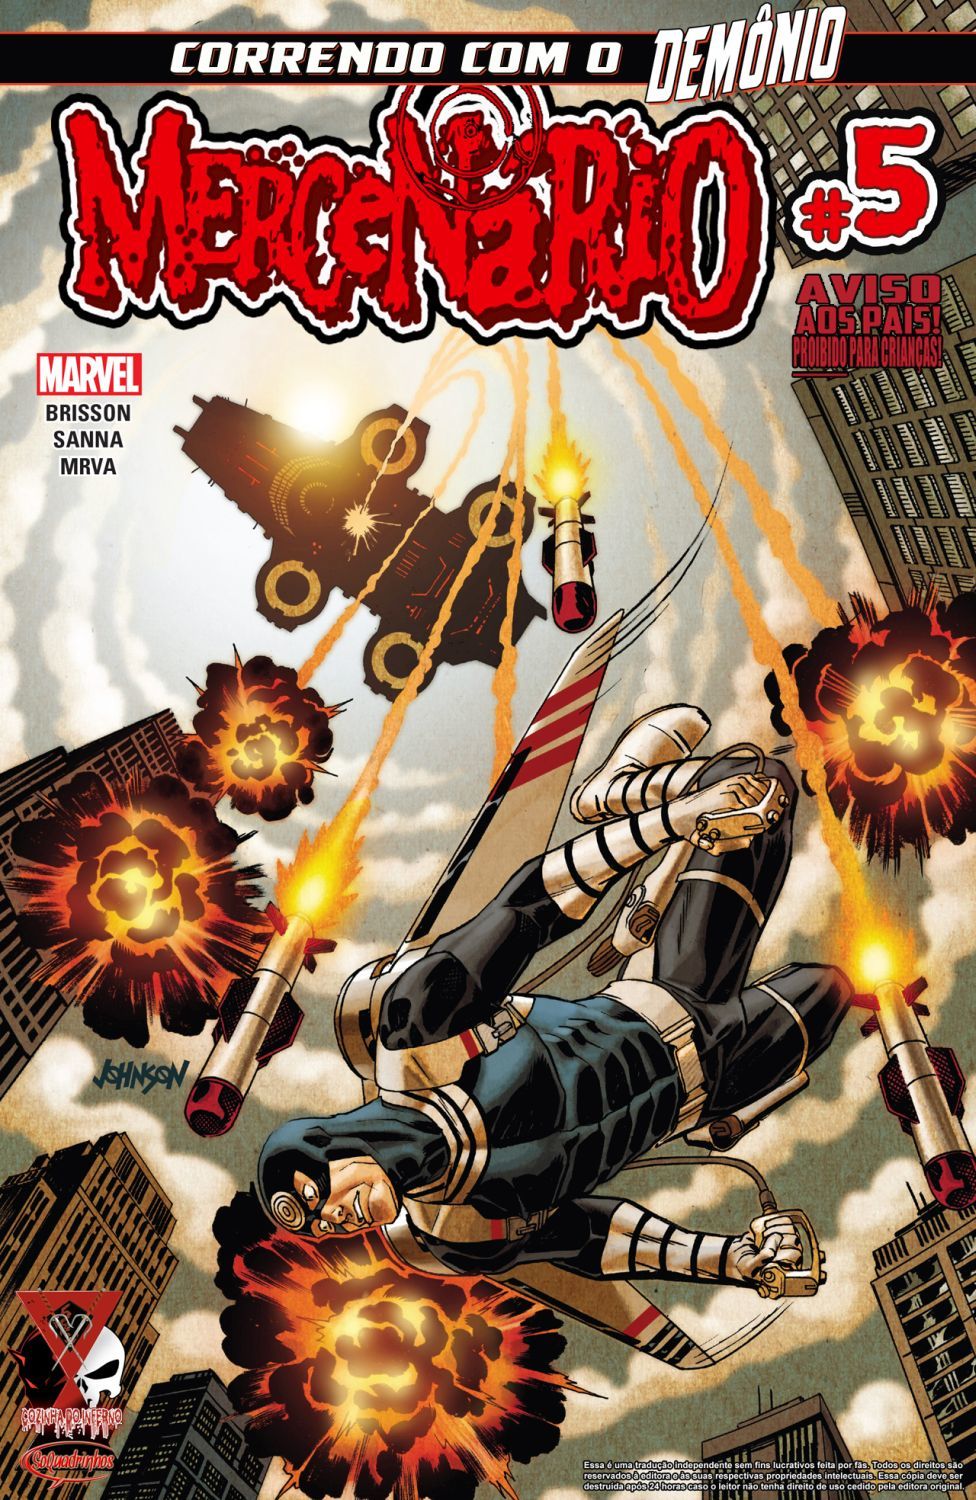 CORRENDO COM O DEMÔNIO
MERCENARIO #5
AVISO
AOS PAIS!
PROIBIDO PARA CRIANÇAS!
MARVEL
BRISSON
SANNA
MRVA
JOHNSON
COZINHA DO INFERNO
SoQuadrinhos
Essa é uma tradução independente sem fins lucrativos feita por fãs. Todos os direitos são
reservados à editora e às suas respectivas propriedades intelectuais. Essa cópia deve ser
destruída após 24 horas caso o leitor não tenha direito de uso cedido pela editora original.